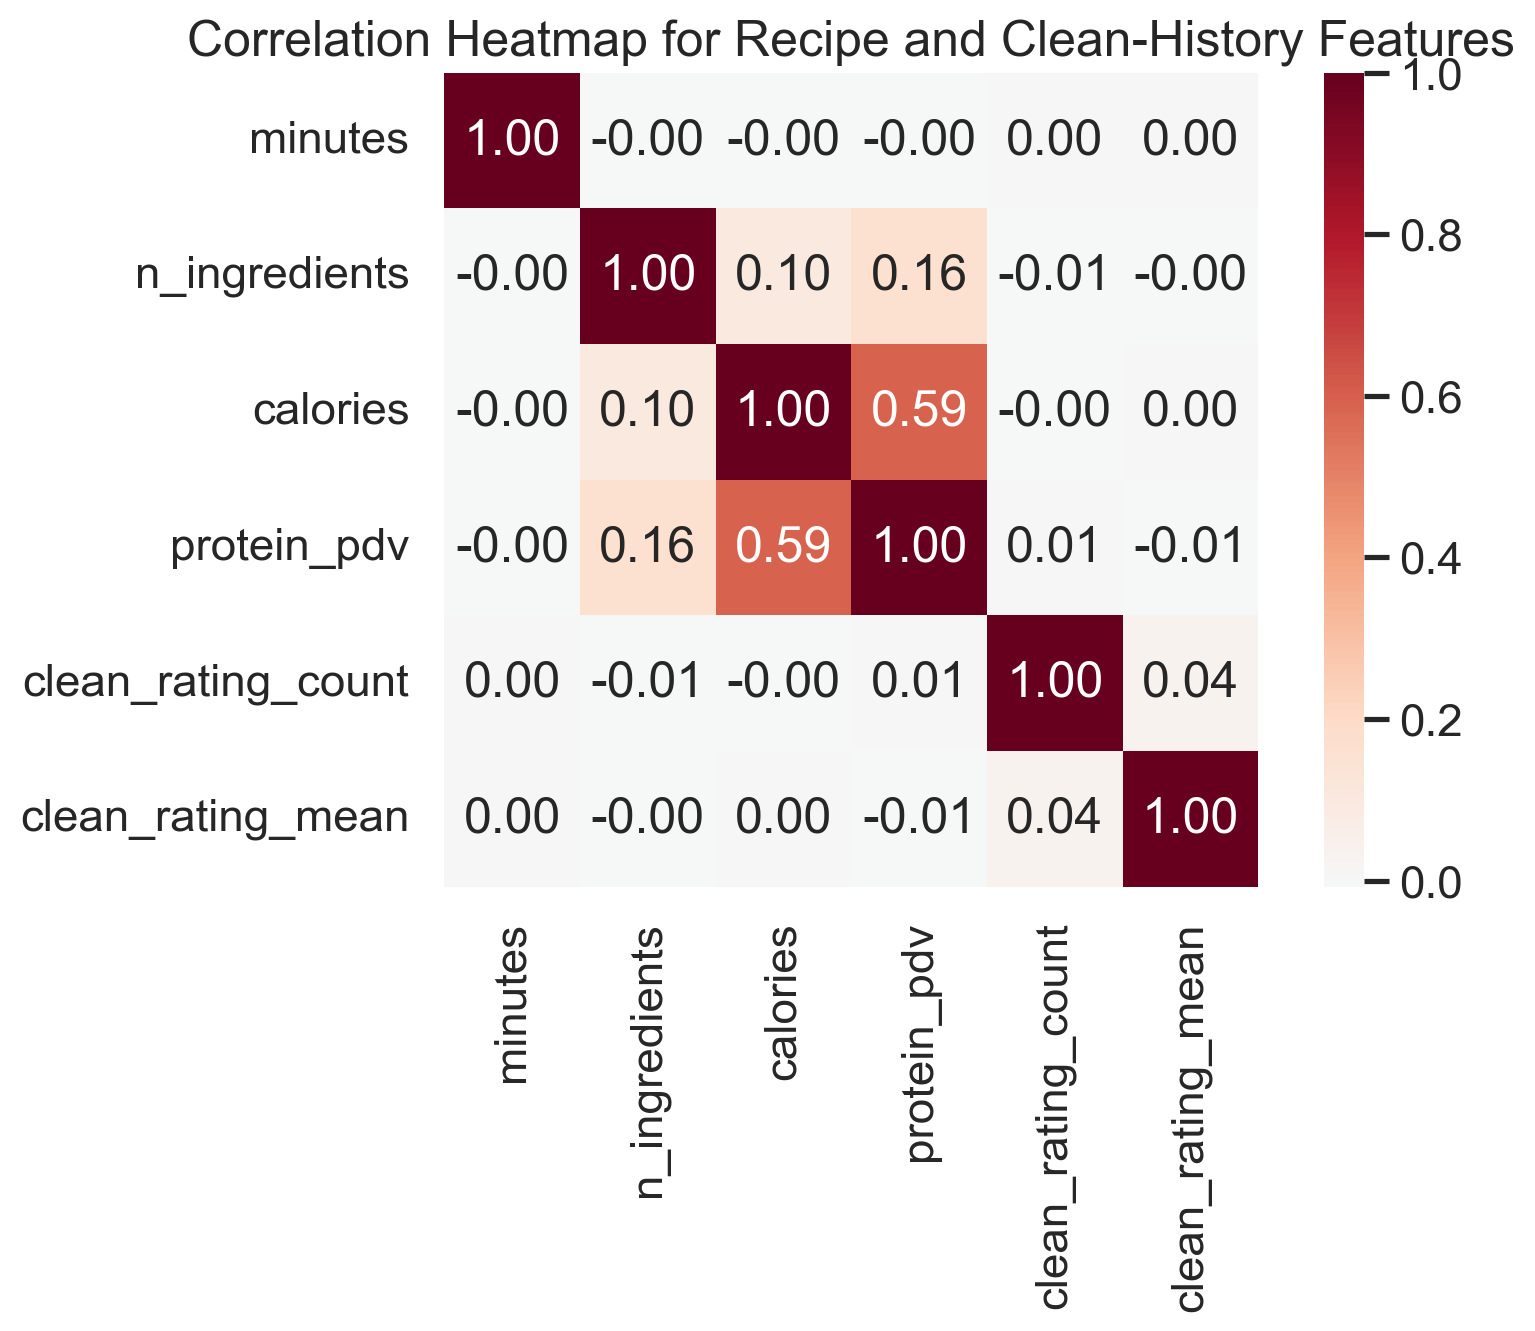 Correlation Heatmap for Recipe and Clean-History Features
minutes 1.00 -0.00 -0.00 -0.00 0.00 0.00
n_ingredients -0.00 1.00 0.10 0.16 -0.01 -0.00
calories -0.00 0.10 1.00 0.59 -0.00 0.00
protein_pdv -0.00 0.16 0.59 1.00 0.01 -0.01
clean_rating_count 0.00 -0.01 -0.00 0.01 1.00 0.04
clean_rating_mean 0.00 -0.00 0.00 -0.01 0.04 1.00
minutes
n_ingredients
calories
protein_pdv
clean_rating_count
clean_rating_mean
1.0
0.8
0.6
0.4
0.2
0.0